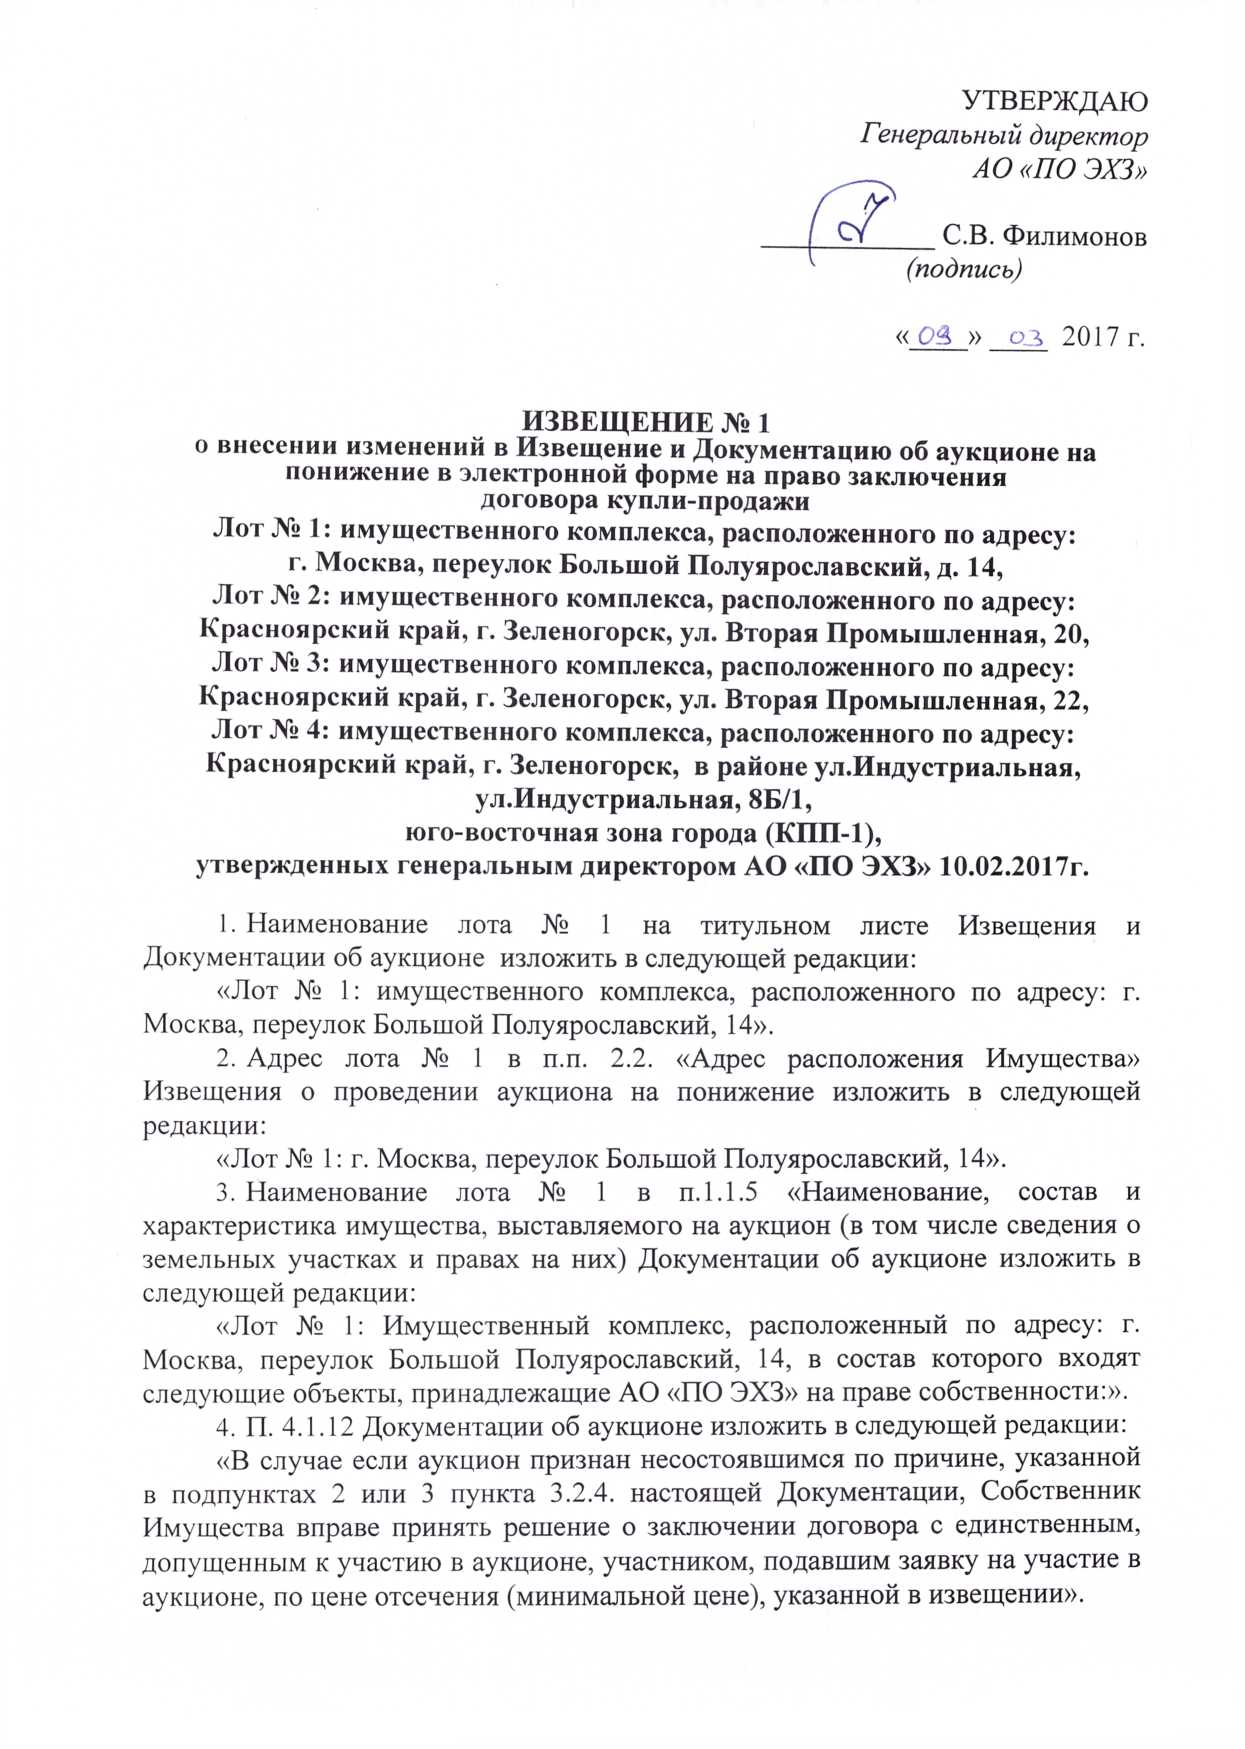 УТВЕРЖДАЮ
Генеральный директор
АО «ПО ЭХЗ»
____________ С.В. Филимонов
(подпись)
«09» 03 2017 г.
ИЗВЕЩЕНИЕ № 1
о внесении изменений в Извещение и Документацию об аукционе на
понижение в электронной форме на право заключения
договора купли-продажи
Лот № 1: имущественного комплекса, расположенного по адресу:
г. Москва, переулок Большой Полуярославский, д. 14,
Лот № 2: имущественного комплекса, расположенного по адресу:
Красноярский край, г. Зеленогорск, ул. Вторая Промышленная, 20,
Лот № 3: имущественного комплекса, расположенного по адресу:
Красноярский край, г. Зеленогорск, ул. Вторая Промышленная, 22,
Лот № 4: имущественного комплекса, расположенного по адресу:
Красноярский край, г. Зеленогорск, в районе ул.Индустриальная,
ул.Индустриальная, 8Б/1,
юго-восточная зона города (КПП-1),
утвержденных генеральным директором АО «ПО ЭХЗ» 10.02.2017г.
1. Наименование лота № 1 на титульном листе Извещения и
Документации об аукционе изложить в следующей редакции:
«Лот № 1: имущественного комплекса, расположенного по адресу: г.
Москва, переулок Большой Полуярославский, 14».
2. Адрес лота № 1 в п.п. 2.2. «Адрес расположения Имущества»
Извещения о проведении аукциона на понижение изложить в следующей
редакции:
«Лот № 1: г. Москва, переулок Большой Полуярославский, 14».
3. Наименование лота № 1 в п.1.1.5 «Наименование, состав и
характеристика имущества, выставляемого на аукцион (в том числе сведения о
земельных участках и правах на них) Документации об аукционе изложить в
следующей редакции:
«Лот № 1: Имущественный комплекс, расположенный по адресу: г.
Москва, переулок Большой Полуярославский, 14, в состав которого входят
следующие объекты, принадлежащие АО «ПО ЭХЗ» на праве собственности:».
4. П. 4.1.12 Документации об аукционе изложить в следующей редакции:
«В случае если аукцион признан несостоявшимся по причине, указанной
в подпунктах 2 или 3 пункта 3.2.4. настоящей Документации, Собственник
Имущества вправе принять решение о заключении договора с единственным,
допущенным к участию в аукционе, участником, подавшим заявку на участие в
аукционе, по цене отсечения (минимальной цене), указанной в извещении».